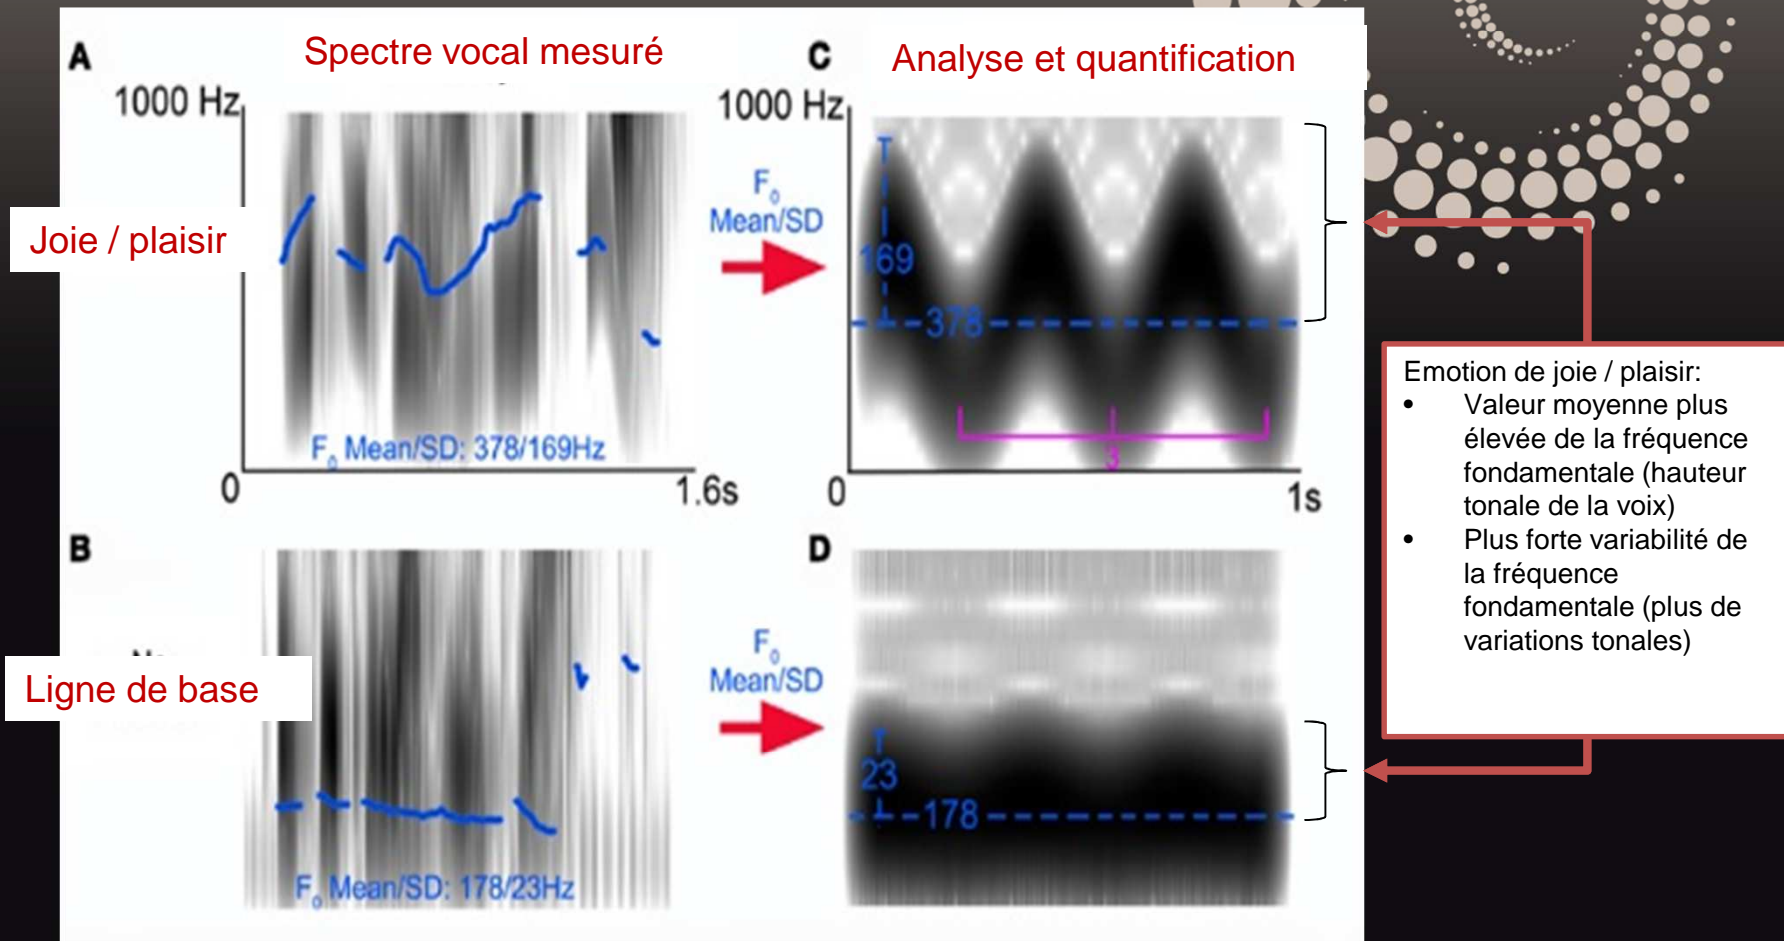 A
Spectre vocal mesuré
C
Analyse et quantification
1000 Hz
1000 Hz
F0
Mean/SD
Joie / plaisir
169
378
F0 Mean/SD: 378/169Hz
3
0
1.6s
0
1s
Emotion de joie / plaisir:
• Valeur moyenne plus
élevée de la fréquence
fondamentale (hauteur
tonale de la voix)
• Plus forte variabilité de
la fréquence
fondamentale (plus de
variations tonales)
B
D
F0
Mean/SD
Ligne de base
23
178
F0 Mean/SD: 178/23Hz